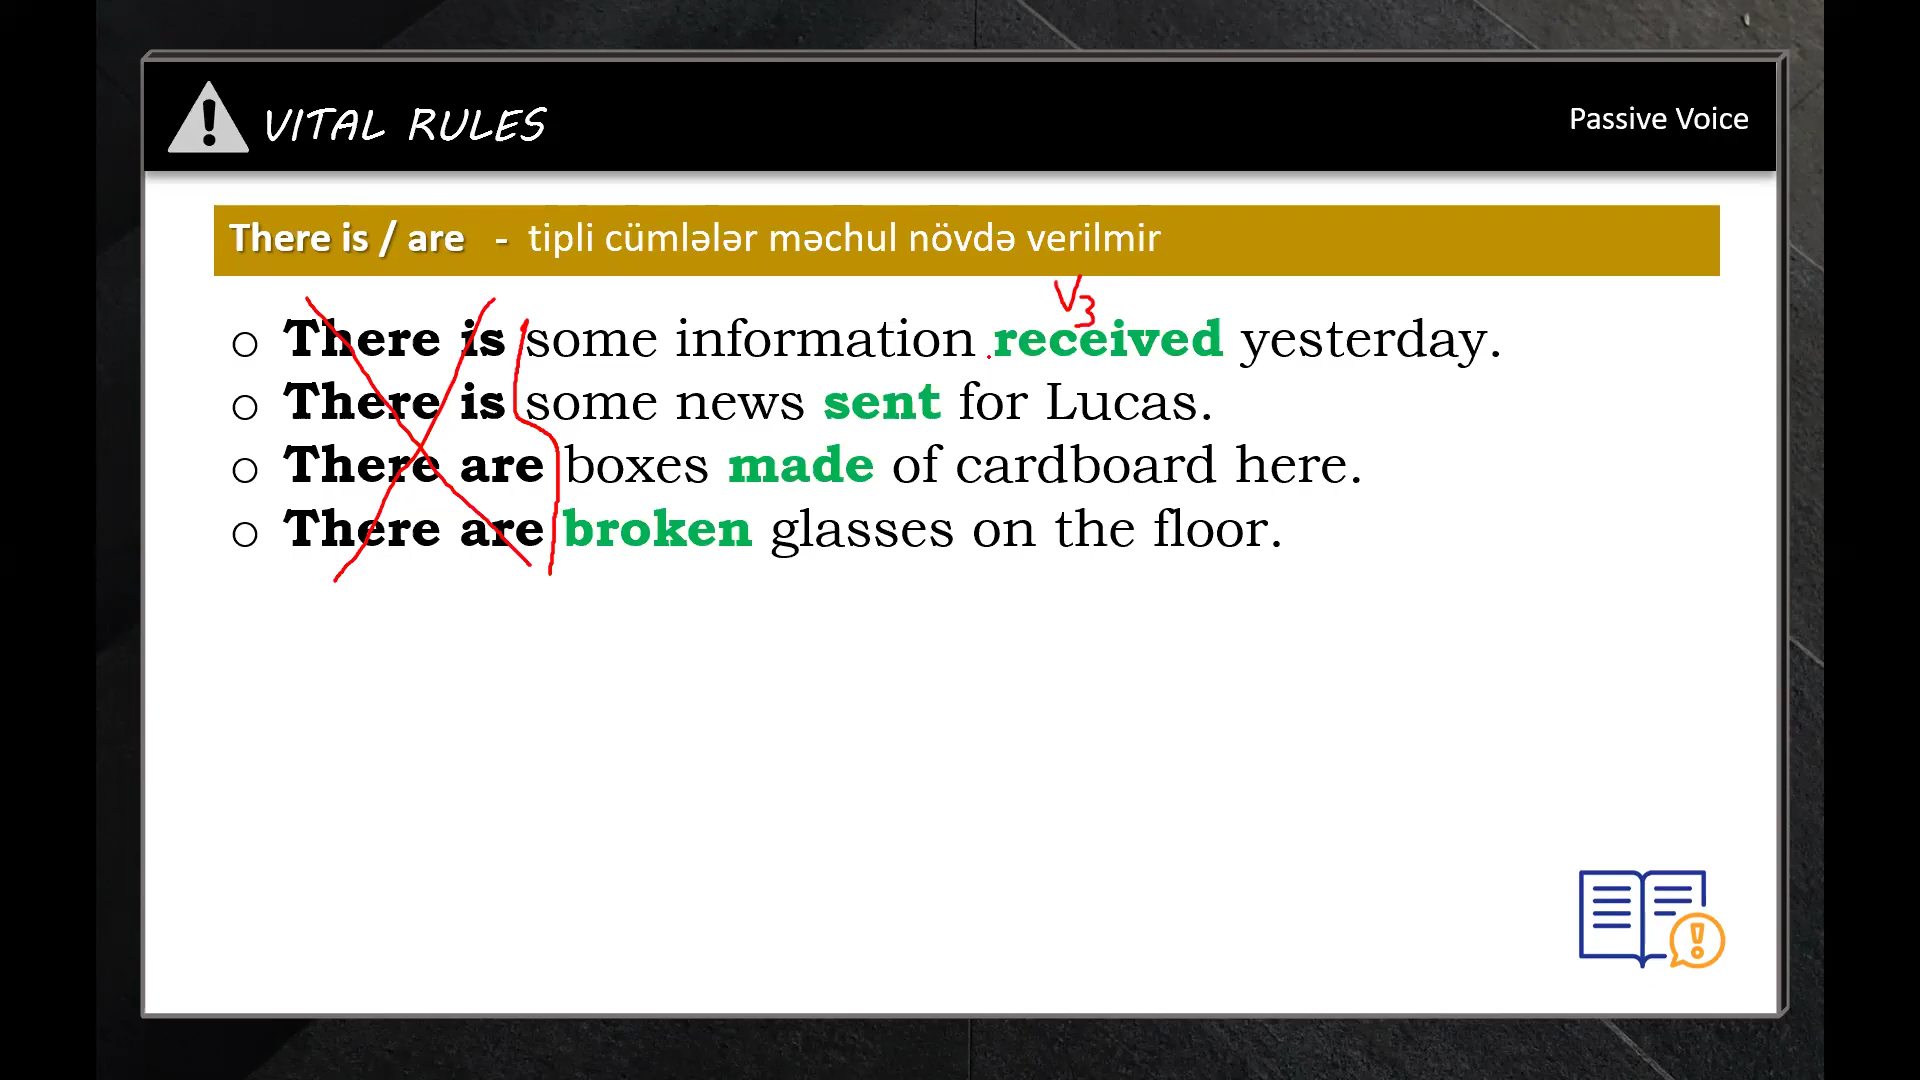 VITAL RULES
Passive Voice
There is / are - tipli cümlələr məchul növdə verilmir
V3
o There is some information received yesterday.
o There is some news sent for Lucas.
o There are boxes made of cardboard here.
o There are broken glasses on the floor.